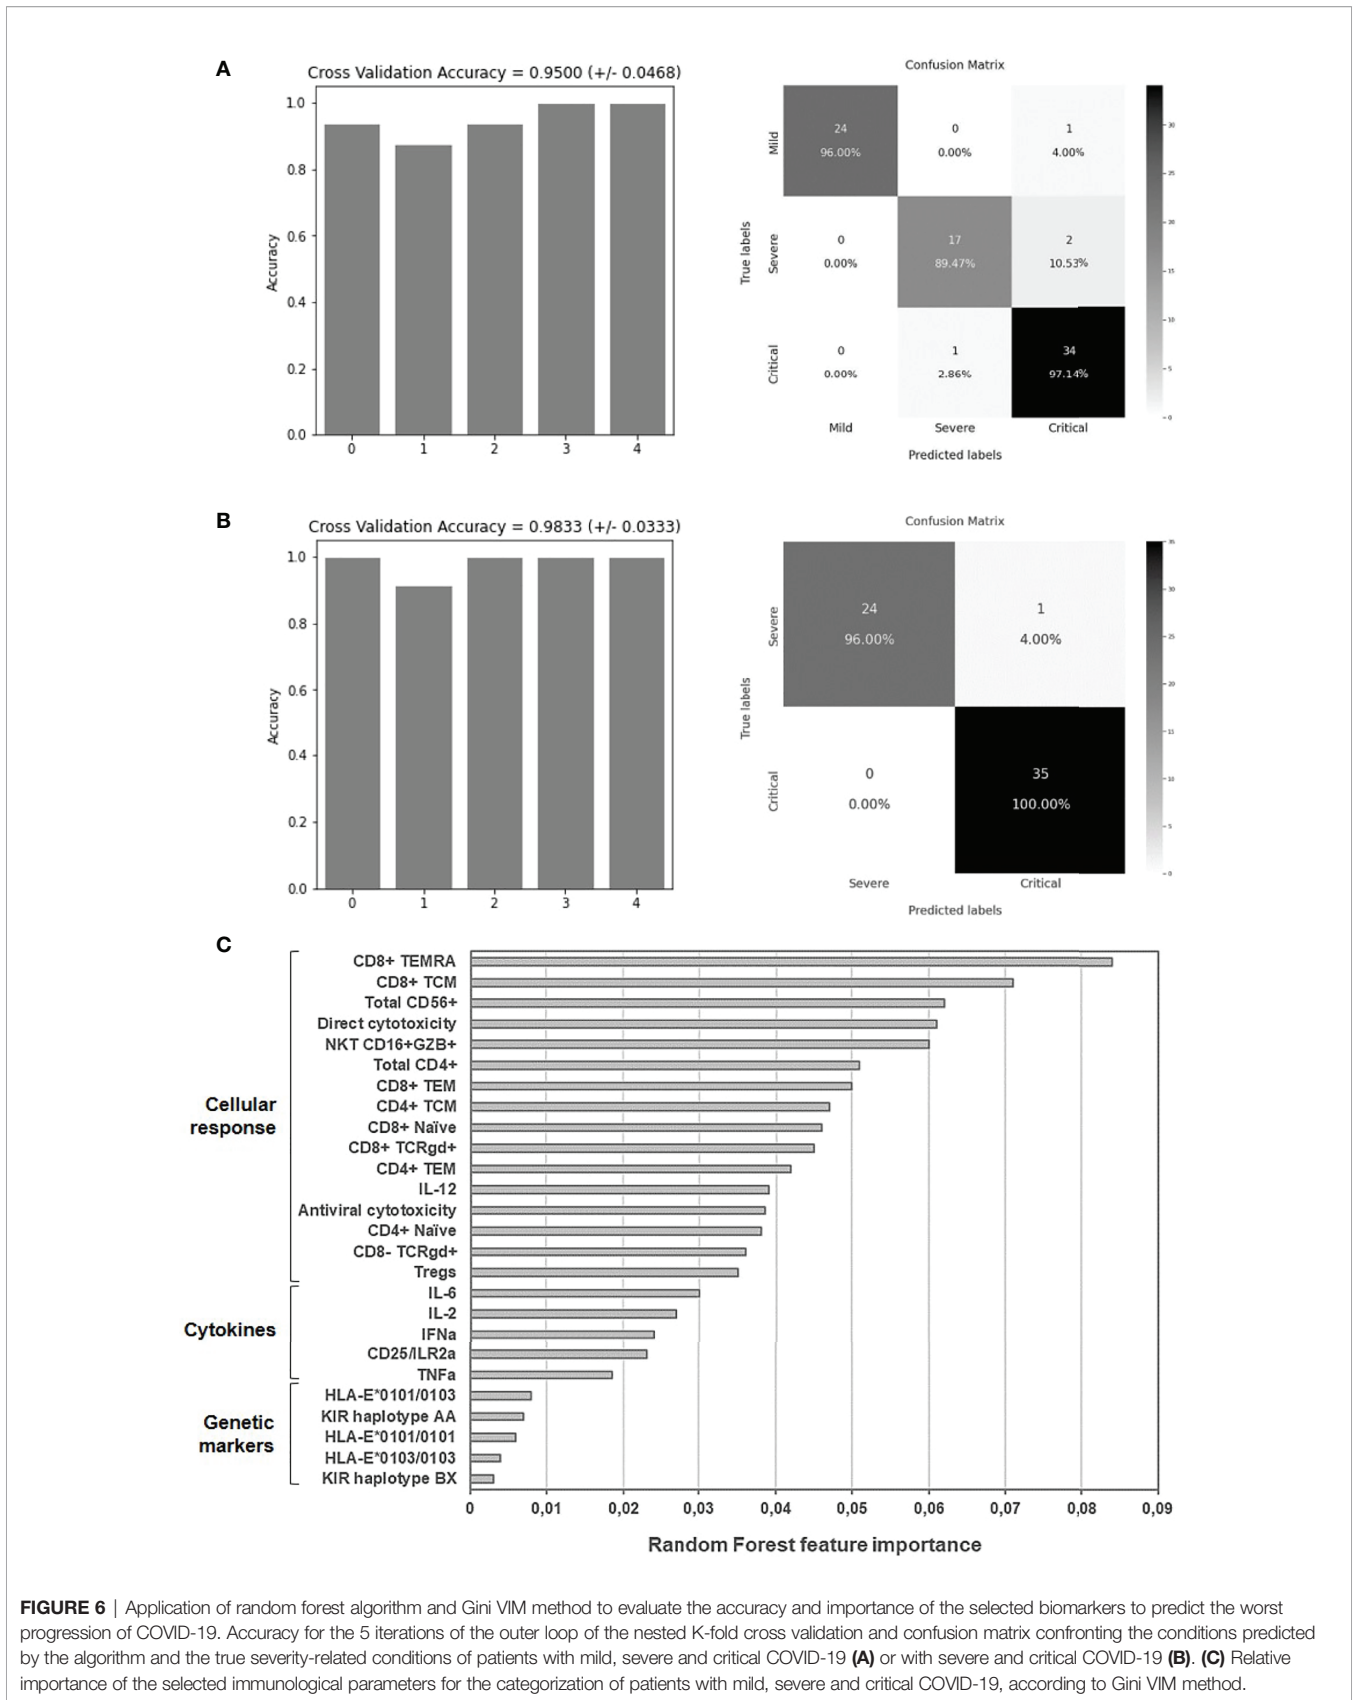 A
Cross Validation Accuracy = 0.9500 (+/- 0.0468)
1.0
0.8
0.6
0.4
0.2
0.0
Accuracy
0 1 2 3 4
Confusion Matrix
True labels
Mild
24 0 1
96.00% 0.00% 4.00%
Severe
0 17 2
0.00% 89.47% 10.53%
Critical
0 1 34
0.00% 2.86% 97.14%
Mild Severe Critical
Predicted labels
30
25
20
15
10
5
0
B
Cross Validation Accuracy = 0.9833 (+/- 0.0333)
1.0
0.8
0.6
0.4
0.2
0.0
Accuracy
0 1 2 3 4
Confusion Matrix
True labels
Severe
24 1
96.00% 4.00%
Critical
0 35
0.00% 100.00%
Severe Critical
Predicted labels
35
30
25
20
15
10
5
0
C
Cellular
response
CD8+ TEMRA
CD8+ TCM
Total CD56+
Direct cytotoxicity
NKT CD16+GZB+
Total CD4+
CD8+ TEM
CD4+ TCM
CD8+ Naïve
CD8+ TCRgd+
CD4+ TEM
IL-12
Antiviral cytotoxicity
CD4+ Naïve
CD8- TCRgd+
Tregs
Cytokines
IL-6
IL-2
IFNa
CD25/ILR2a
TNFa
Genetic
markers
HLA-E*0101/0103
KIR haplotype AA
HLA-E*0101/0101
HLA-E*0103/0103
KIR haplotype BX
0 0,01 0,02 0,03 0,04 0,05 0,06 0,07 0,08 0,09
Random Forest feature importance
FIGURE 6 | Application of random forest algorithm and Gini VIM method to evaluate the accuracy and importance of the selected biomarkers to predict the worst
progression of COVID-19. Accuracy for the 5 iterations of the outer loop of the nested K-fold cross validation and confusion matrix confronting the conditions predicted
by the algorithm and the true severity-related conditions of patients with mild, severe and critical COVID-19 (A) or with severe and critical COVID-19 (B). (C) Relative
importance of the selected immunological parameters for the categorization of patients with mild, severe and critical COVID-19, according to Gini VIM method.